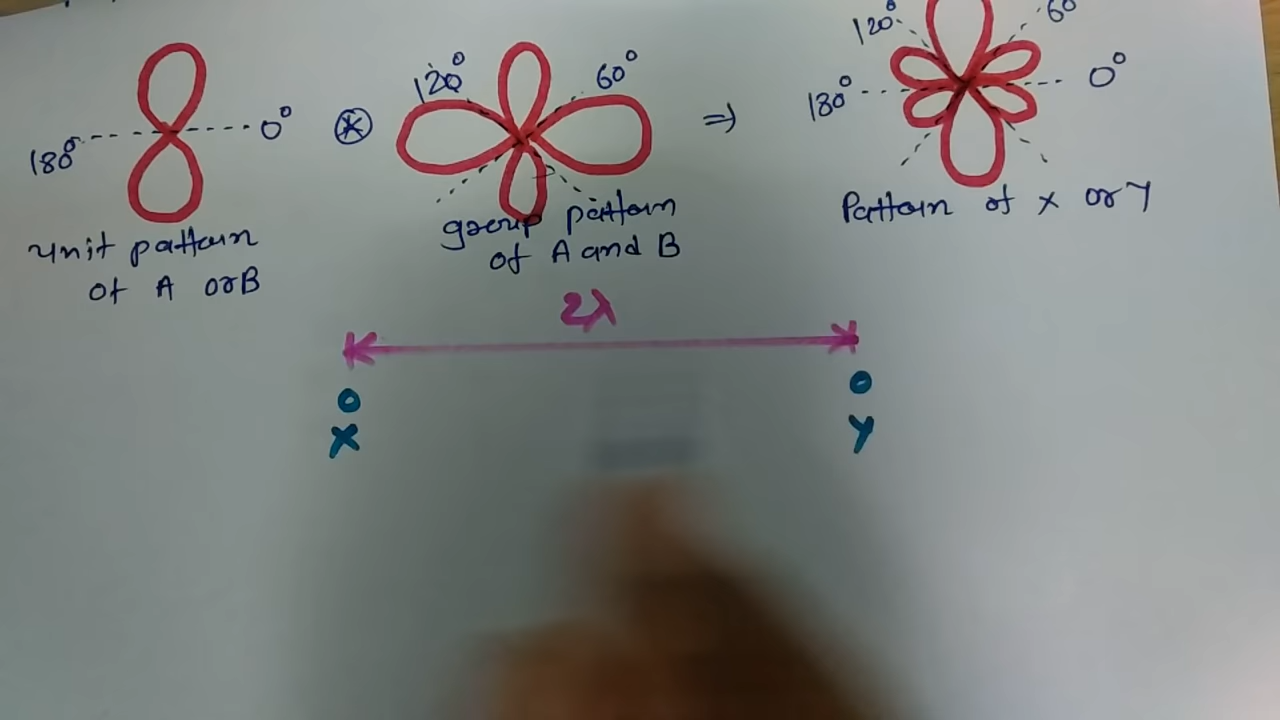 120° 60°
120° 60°
180° 0° ⊛ ⇒ 180° 0°
unit pattern
of A or B
group pattern
of A and B
Pattern of x or y
2λ
X Y